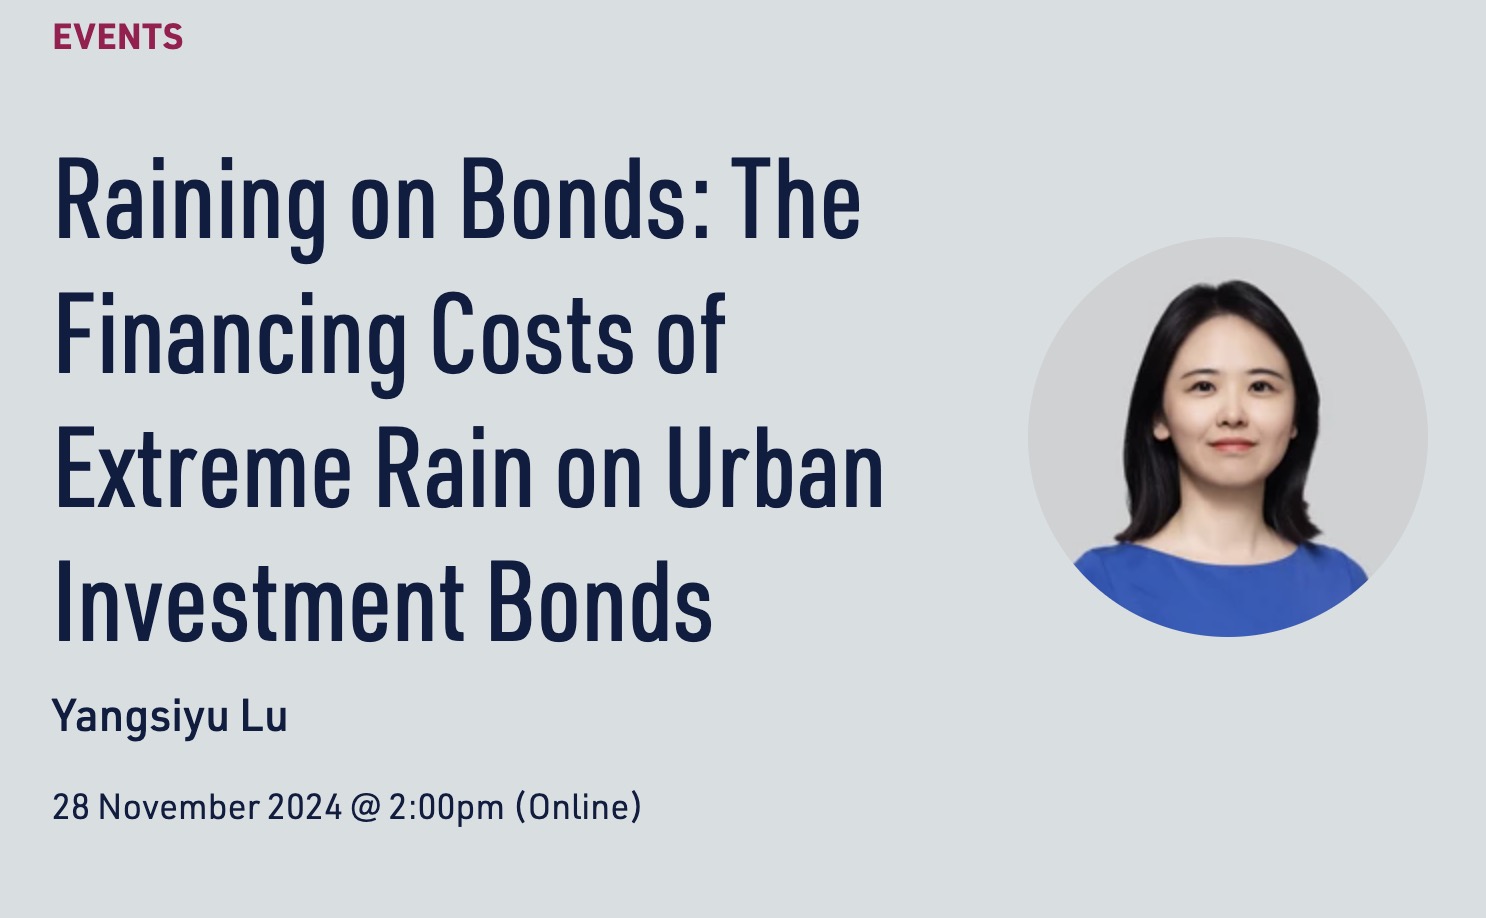 EVENTS
Raining on Bonds: The
Financing Costs of
Extreme Rain on Urban
Investment Bonds
Yangsiyu Lu
28 November 2024 @ 2:00pm (Online)